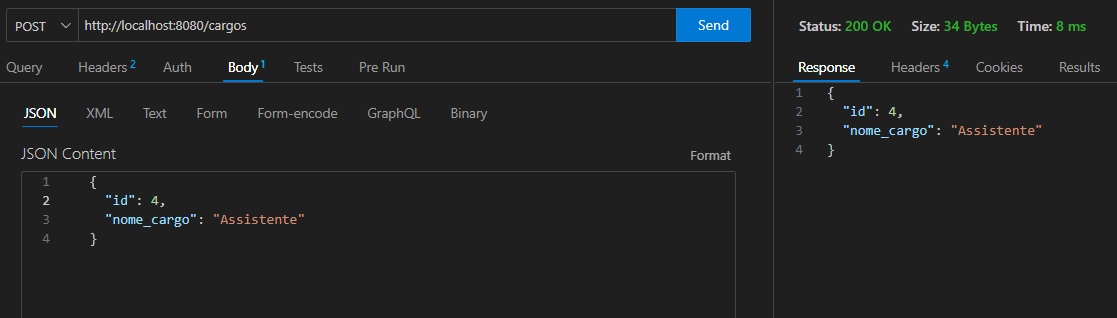 POST http://localhost:8080/cargos Send
Query Headers 2 Auth Body 1 Tests Pre Run
JSON XML Text Form Form-encode GraphQL Binary
JSON Content Format
1 {
2 "id": 4,
3 "nome_cargo": "Assistente"
4 }
Status: 200 OK Size: 34 Bytes Time: 8 ms
Response Headers 4 Cookies Results
1 {
2 "id": 4,
3 "nome_cargo": "Assistente"
4 }